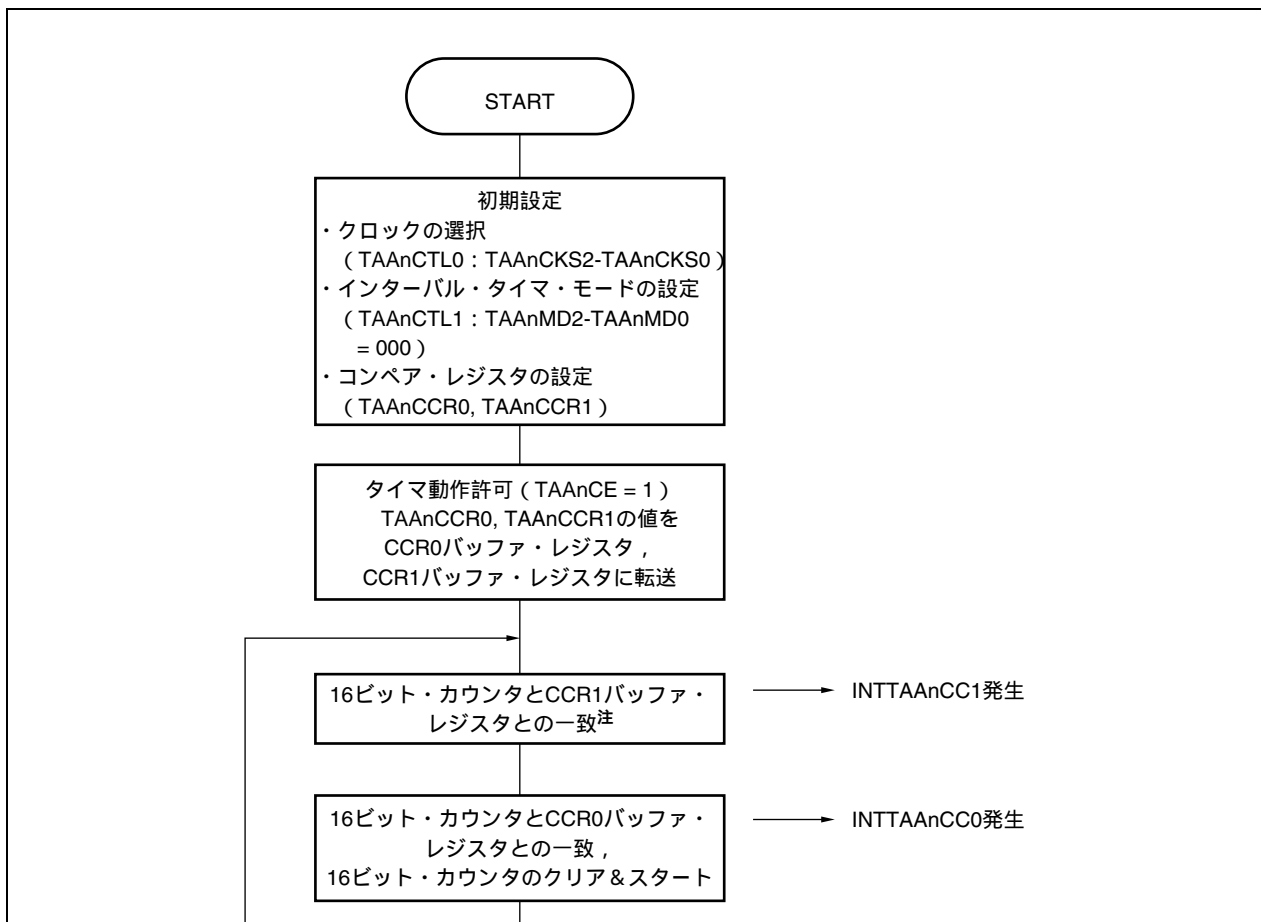 START
初期設定
・クロックの選択
（TAAnCTL0：TAAnCKS2-TAAnCKS0）
・インターバル・タイマ・モードの設定
（TAAnCTL1：TAAnMD2-TAAnMD0
= 000）
・コンペア・レジスタの設定
（TAAnCCR0, TAAnCCR1）
タイマ動作許可（TAAnCE = 1）
TAAnCCR0, TAAnCCR1の値を
CCR0バッファ・レジスタ，
CCR1バッファ・レジスタに転送
16ビット・カウンタとCCR1バッファ・
レジスタとの一致注
INTTAAnCC1発生
16ビット・カウンタとCCR0バッファ・
レジスタとの一致，
16ビット・カウンタのクリア＆スタート
INTTAAnCC0発生